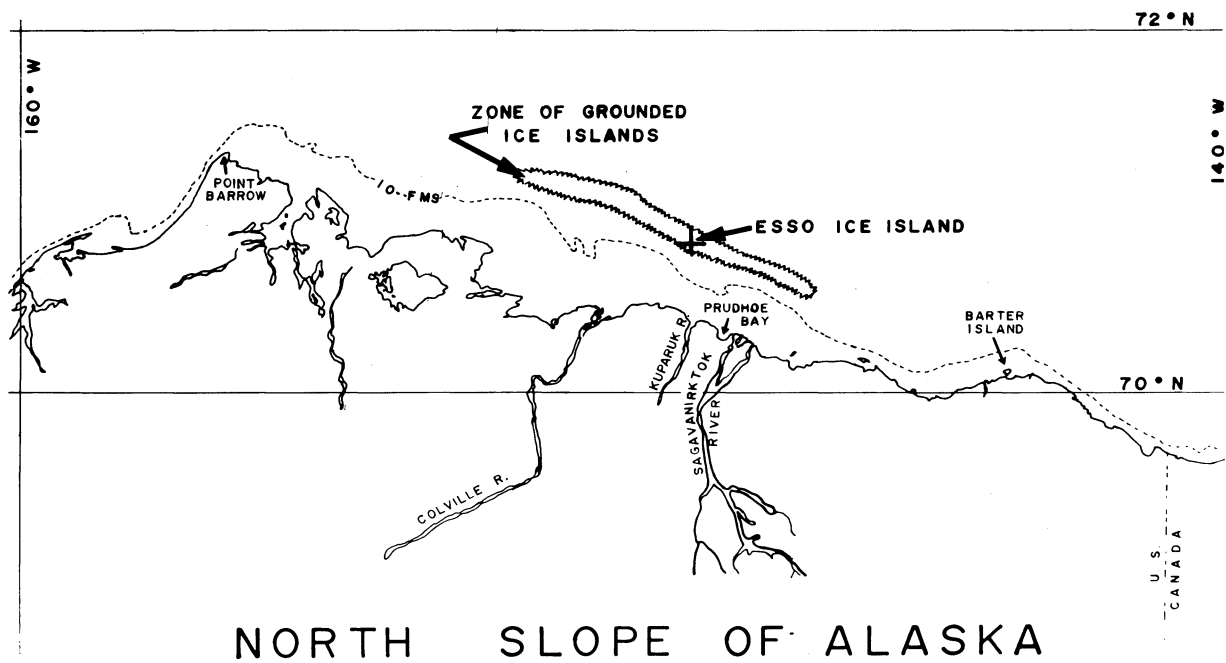 72° N
160° W
ZONE OF GROUNDED
ICE ISLANDS
140° W
POINT
BARROW
10 FMS
ESSO ICE ISLAND
PRUDHOE
BAY
BARTER
ISLAND
KUPARUK R.
70° N
SAGAVANIRKTOK
RIVER
COLVILLE R.
U. S.
CANADA
NORTH SLOPE OF ALASKA